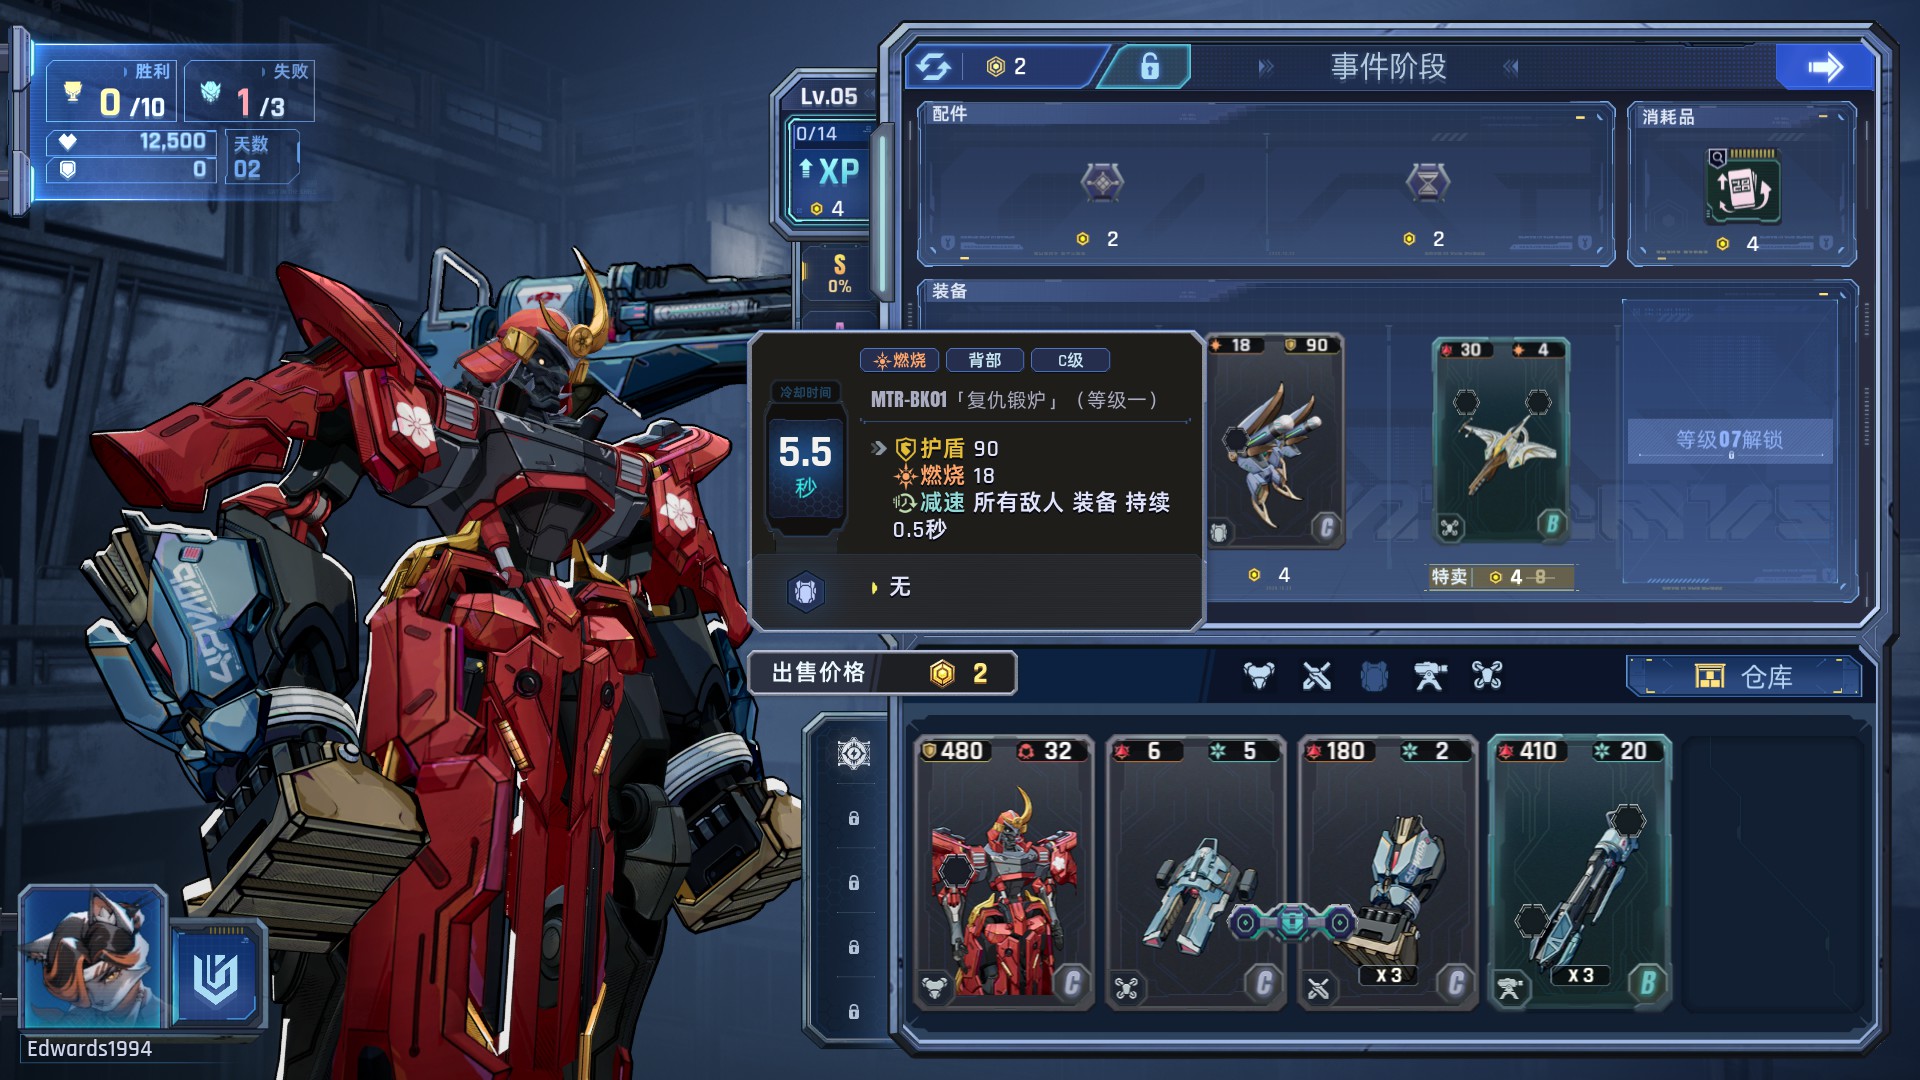 胜利
0 /10
失败
1 /3
12,500
0
天数
02
Lv.05
0/14
XP
4
S
0%
2
事件阶段
配件
2
2
消耗品
4
装备
18
90
C
4
30
4
B
特卖
4 8
等级07解锁
燃烧
背部
C级
冷却时间
5.5
秒
MTR-BK01「复仇锻炉」（等级一）
护盾 90
燃烧 18
减速 所有敌人 装备 持续
0.5秒
无
出售价格
2
仓库
480
32
C
6
5
C
180
2
x3
C
410
20
x3
B
Edwards1994